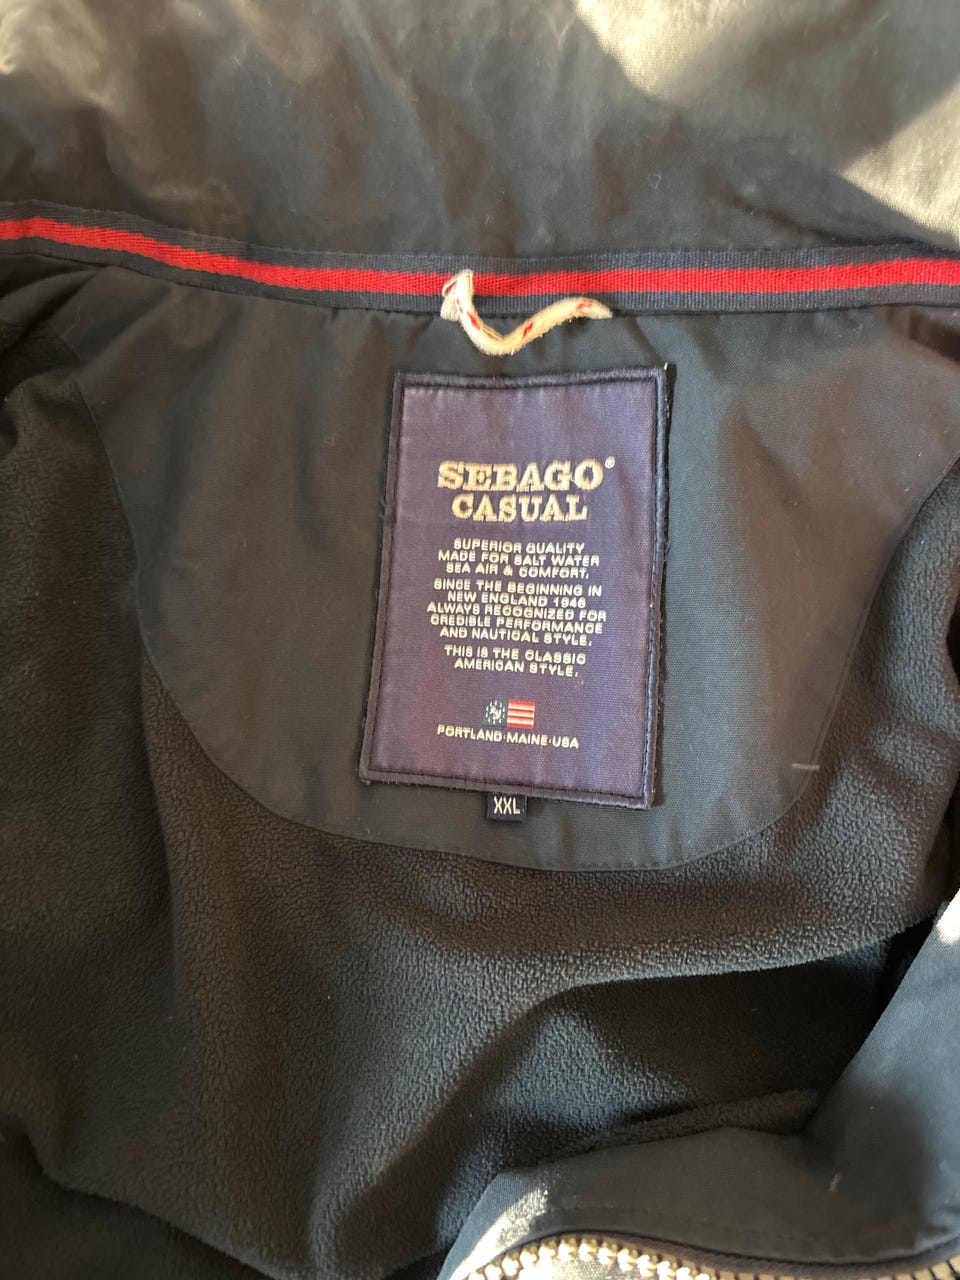 SEBAGO®
CASUAL
SUPERIOR QUALITY
MADE FOR SALT WATER
SEA AIR & COMFORT.
SINCE THE BEGINNING IN
NEW ENGLAND 1946
ALWAYS RECOGNIZED FOR
CREDIBLE PERFORMANCE
AND NAUTICAL STYLE.
THIS IS THE CLASSIC
AMERICAN STYLE.
PORTLAND·MAINE·USA
XXL